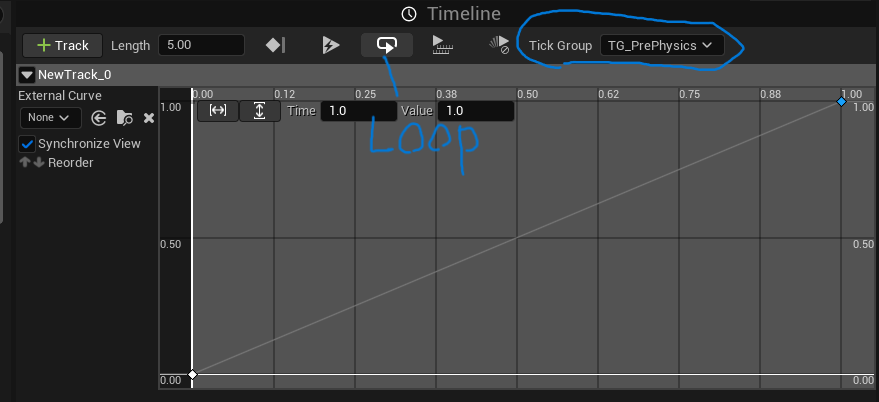 Timeline
+ Track Length 5.00 Tick Group TG_PrePhysics
NewTrack_0
External Curve
None
Synchronize View
Reorder
0.00 0.12 0.25 0.38 0.50 0.62 0.75 0.88 1.00
1.00 Time 1.0 Value 1.0 1.00
Loop
0.50 0.50
0.00 0.00